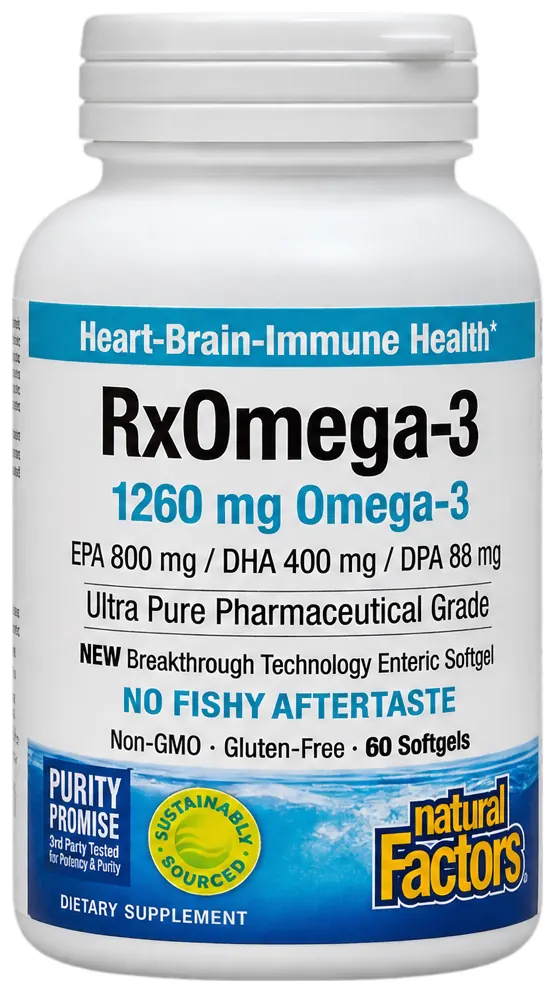 Heart-Brain-Immune Health*
RxOmega-3
1260 mg Omega-3
EPA 800 mg / DHA 400 mg / DPA 88 mg
Ultra Pure Pharmaceutical Grade
NEW Breakthrough Technology Enteric Softgel
NO FISHY AFTERTASTE
Non-GMO · Gluten-Free · 60 Softgels
PURITY
PROMISE
3rd Party Tested
for Potency & Purity
SUSTAINABLY
SOURCED
natural
Factors
DIETARY SUPPLEMENT